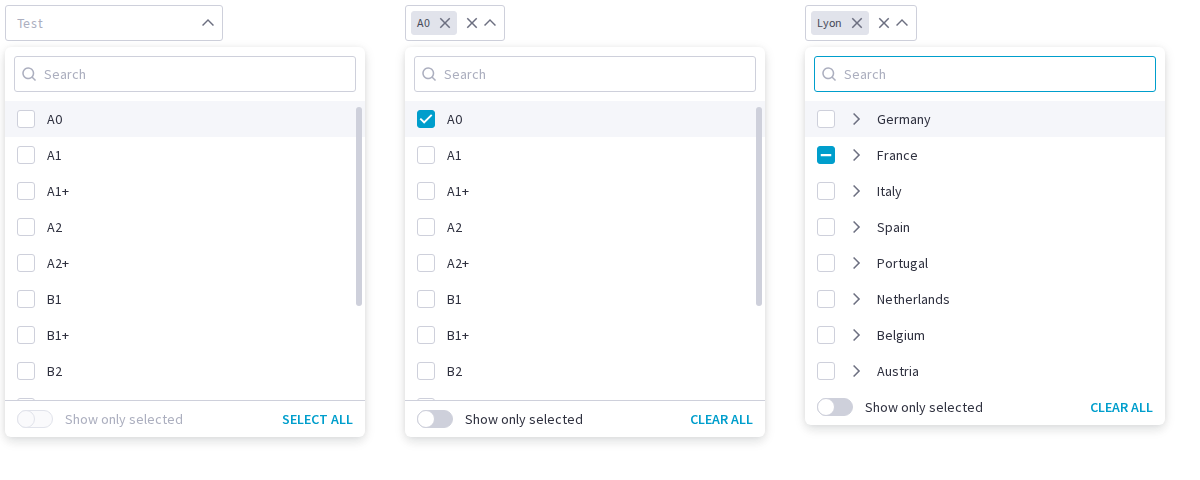 Test
Search
A0
A1
A1+
A2
A2+
B1
B1+
B2
Show only selected
SELECT ALL
A0
Search
A0
A1
A1+
A2
A2+
B1
B1+
B2
Show only selected
CLEAR ALL
Lyon
Search
Germany
France
Italy
Spain
Portugal
Netherlands
Belgium
Austria
Show only selected
CLEAR ALL